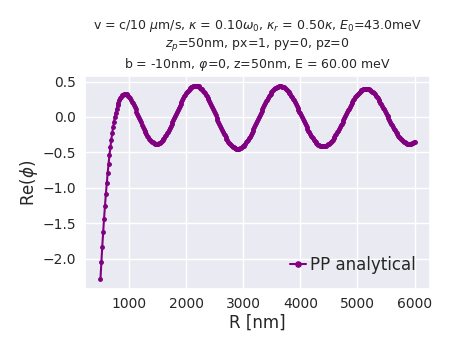 v = c/10 μm/s, κ = 0.10ω₀, κᵣ = 0.50κ, E₀=43.0meV
zₚ=50nm, px=1, py=0, pz=0
b = -10nm, φ=0, z=50nm, E = 60.00 meV
0.5
0.0
−0.5
−1.0
−1.5
−2.0
Re(ϕ)
PP analytical
1000 2000 3000 4000 5000 6000
R [nm]